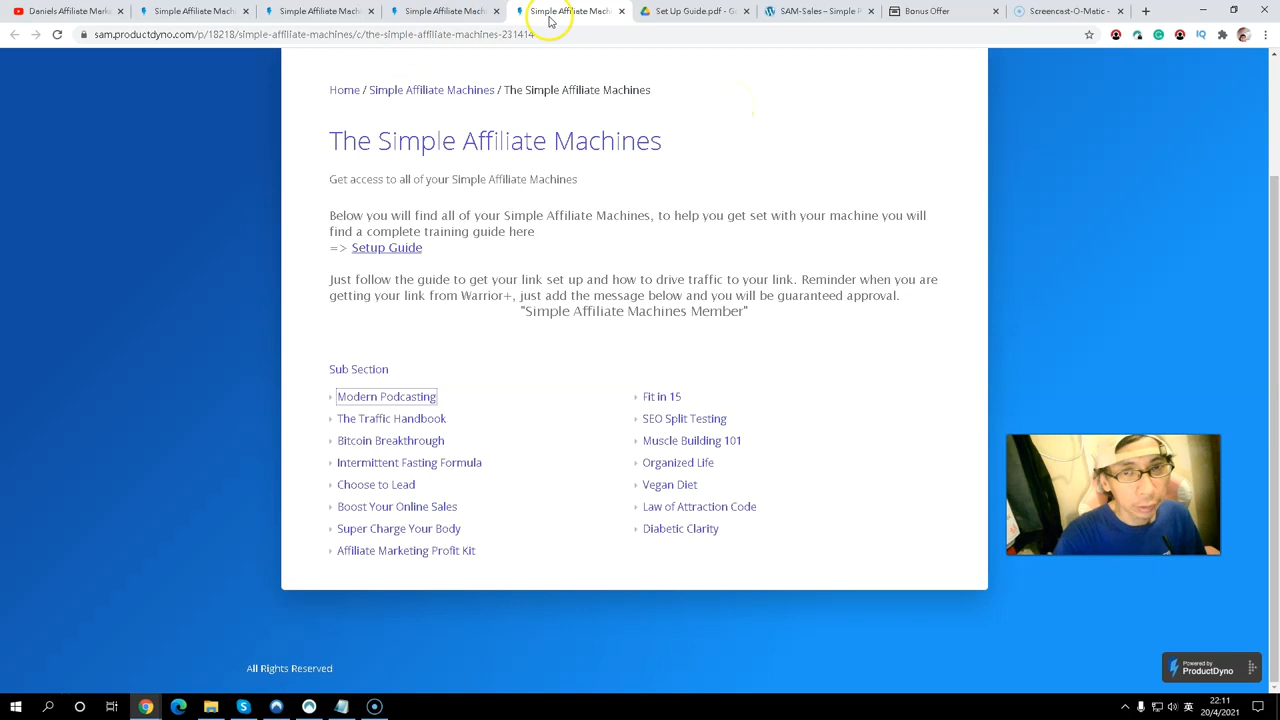 Daniels Affiliate Marke
Simple Affiliate Machin
Simple Affiliate Machin
Simple Affiliate Machin
Simple Affiliate Machin
Set Up Guide.pdf - Go
SAM-Sales – Simple P
Bonus Offer
Screencast-O-Matic -
sam.productdyno.com/p/18218/simple-affiliate-machines/c/the-simple-affiliate-machines-231414
Home / Simple Affiliate Machines / The Simple Affiliate Machines
The Simple Affiliate Machines
Get access to all of your Simple Affiliate Machines
Below you will find all of your Simple Affiliate Machines, to help you get set with your machine you will
find a complete training guide here
=> Setup Guide
Just follow the guide to get your link set up and how to drive traffic to your link. Reminder when you are
getting your link from Warrior+, just add the message below and you will be guaranteed approval.
"Simple Affiliate Machines Member"
Sub Section
Modern Podcasting
The Traffic Handbook
Bitcoin Breakthrough
Intermittent Fasting Formula
Choose to Lead
Boost Your Online Sales
Super Charge Your Body
Affiliate Marketing Profit Kit
Fit in 15
SEO Split Testing
Muscle Building 101
Organized Life
Vegan Diet
Law of Attraction Code
Diabetic Clarity
All Rights Reserved
Powered by
ProductDyno
英
22:11
20/4/2021